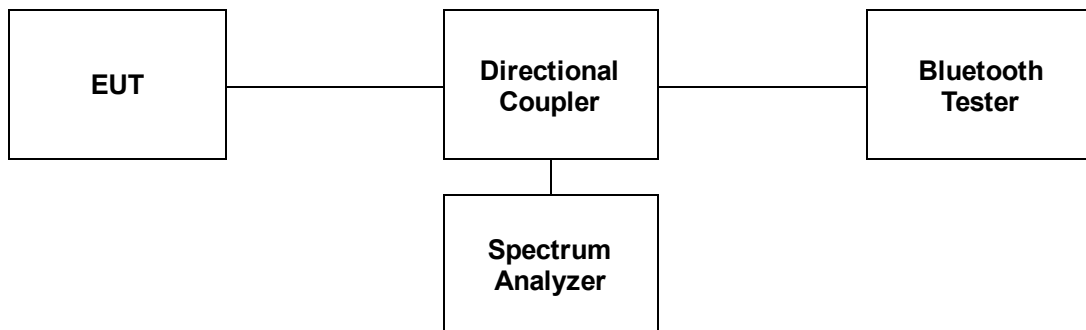 EUT
Directional
Coupler
Bluetooth
Tester
Spectrum
Analyzer